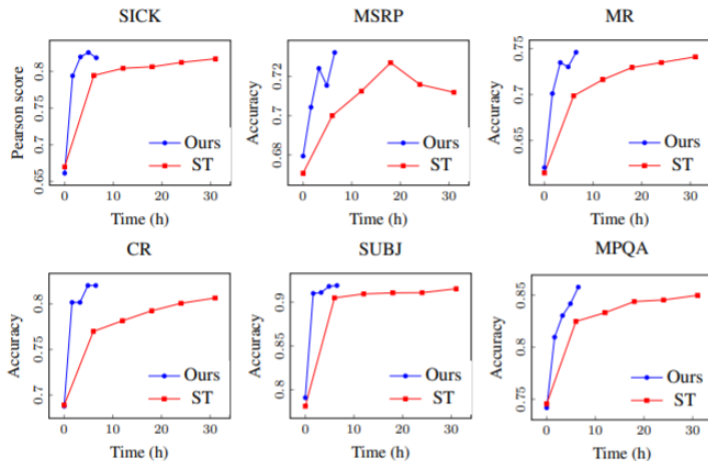 SICK
Pearson score
0.8
0.75
0.7
0.65
Ours
ST
0 10 20 30
Time (h)
MSRP
Accuracy
0.72
0.7
0.68
Ours
ST
0 10 20 30
Time (h)
MR
Accuracy
0.75
0.7
0.65
Ours
ST
0 10 20 30
Time (h)
CR
Accuracy
0.8
0.75
0.7
Ours
ST
0 10 20 30
Time (h)
SUBJ
Accuracy
0.9
0.85
0.8
Ours
ST
0 10 20 30
Time (h)
MPQA
Accuracy
0.85
0.8
0.75
Ours
ST
0 10 20 30
Time (h)